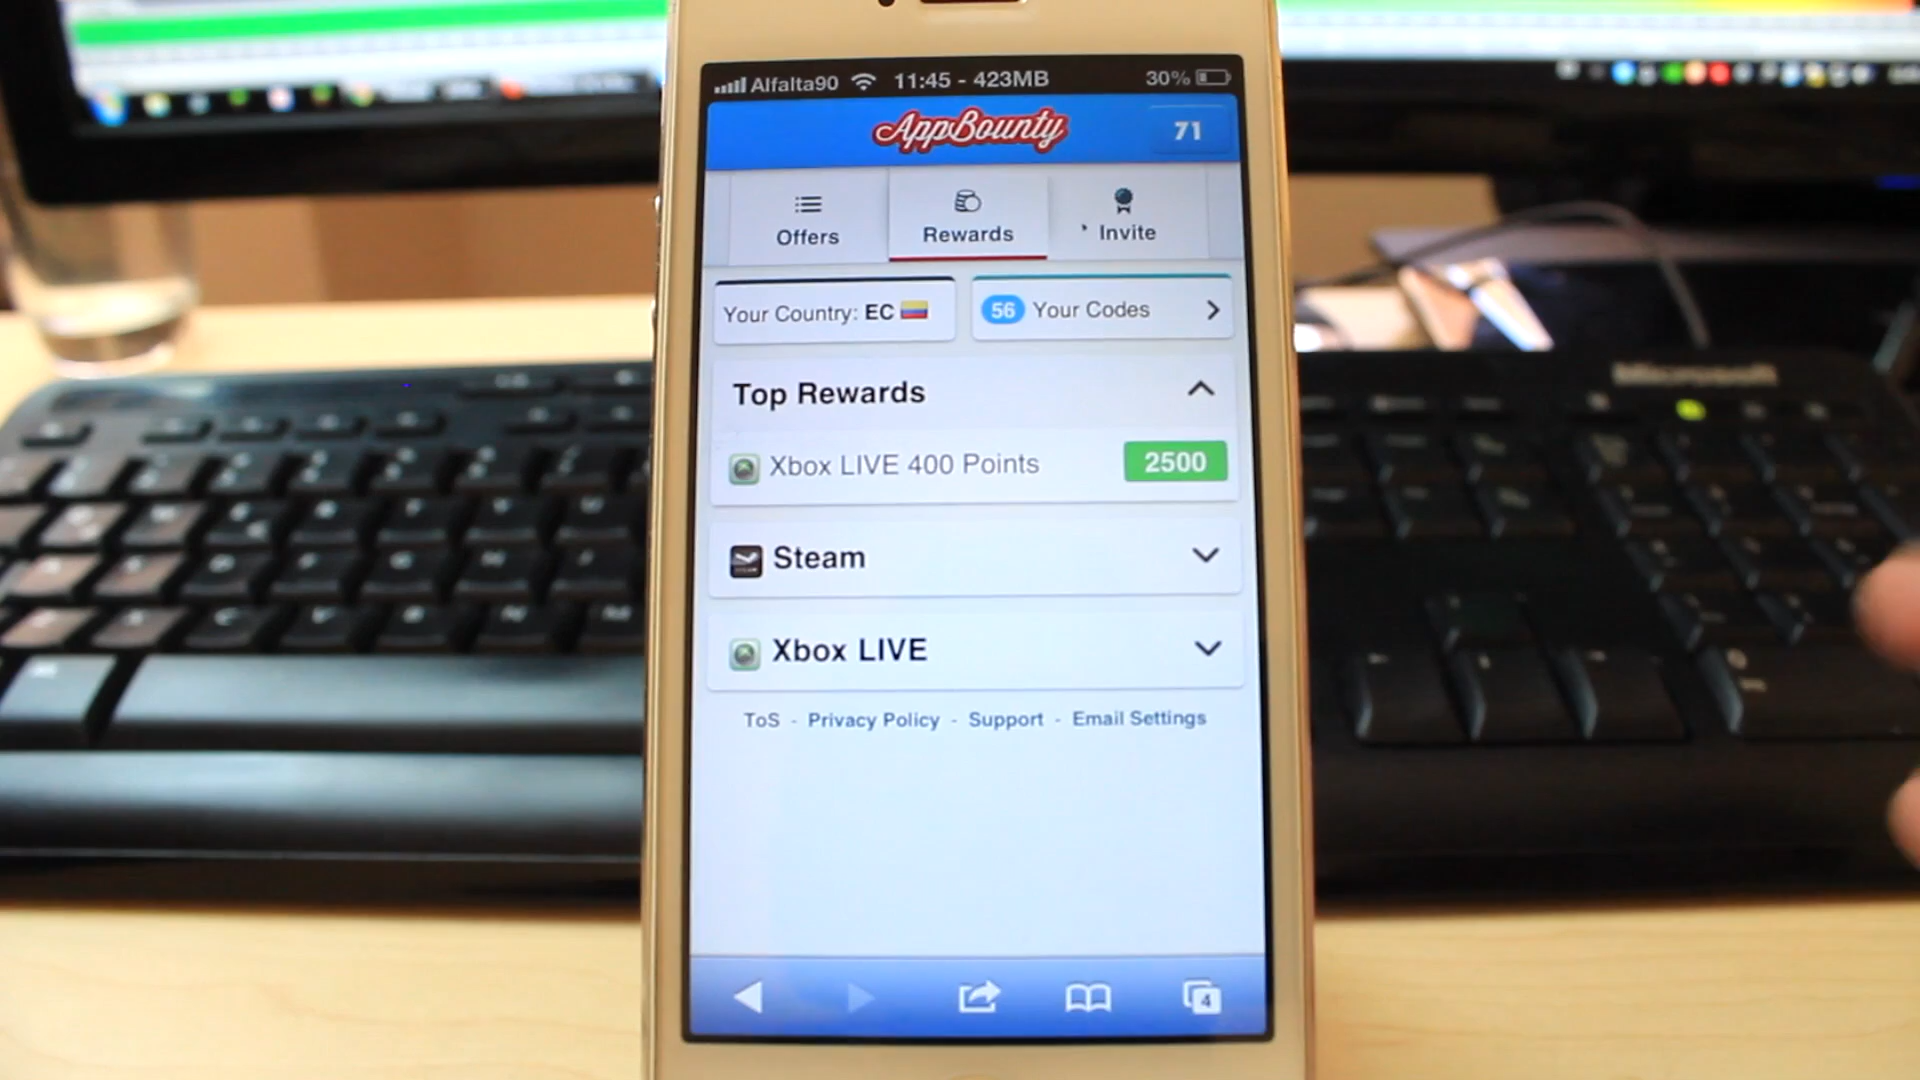 Alfalta90 11:45 - 423MB 30%
AppBounty 71
Offers Rewards Invite
Your Country: EC 56 Your Codes
Top Rewards
Xbox LIVE 400 Points 2500
Steam
Xbox LIVE
ToS - Privacy Policy - Support - Email Settings
4
Microsoft